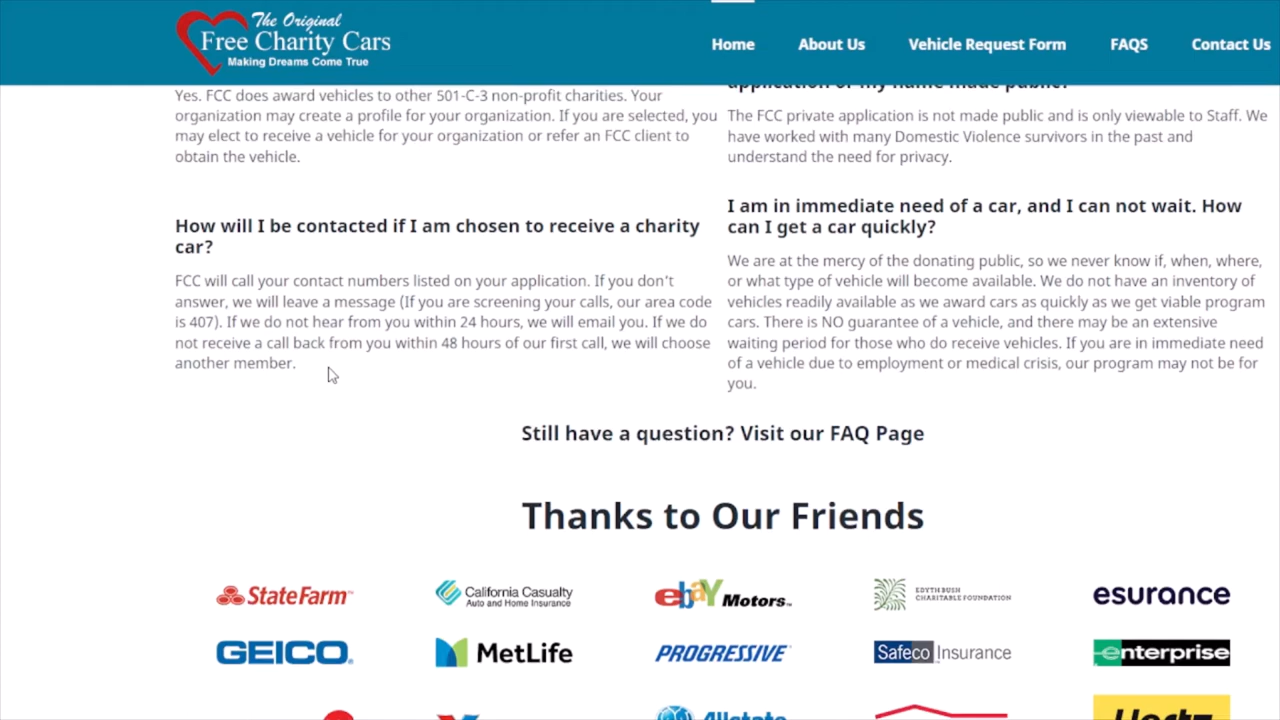 The Original
Free Charity Cars
Making Dreams Come True
Home
About Us
Vehicle Request Form
FAQS
Contact Us
Yes. FCC does award vehicles to other 501-C-3 non-profit charities. Your
organization may create a profile for your organization. If you are selected, you
may elect to receive a vehicle for your organization or refer an FCC client to
obtain the vehicle.
How will I be contacted if I am chosen to receive a charity
car?
FCC will call your contact numbers listed on your application. If you don't
answer, we will leave a message (If you are screening your calls, our area code
is 407). If we do not hear from you within 24 hours, we will email you. If we do
not receive a call back from you within 48 hours of our first call, we will choose
another member.
application or my name made public?
The FCC private application is not made public and is only viewable to Staff. We
have worked with many Domestic Violence survivors in the past and
understand the need for privacy.
I am in immediate need of a car, and I can not wait. How
can I get a car quickly?
We are at the mercy of the donating public, so we never know if, when, where,
or what type of vehicle will become available. We do not have an inventory of
vehicles readily available as we award cars as quickly as we get viable program
cars. There is NO guarantee of a vehicle, and there may be an extensive
waiting period for those who do receive vehicles. If you are in immediate need
of a vehicle due to employment or medical crisis, our program may not be for
you.
Still have a question? Visit our FAQ Page
Thanks to Our Friends
StateFarm
California Casualty
Auto and Home Insurance
ebay Motors
EDYTH BUSH
CHARITABLE FOUNDATION
esurance
GEICO
MetLife
PROGRESSIVE
Safeco Insurance
enterprise
Allstate
Hertz